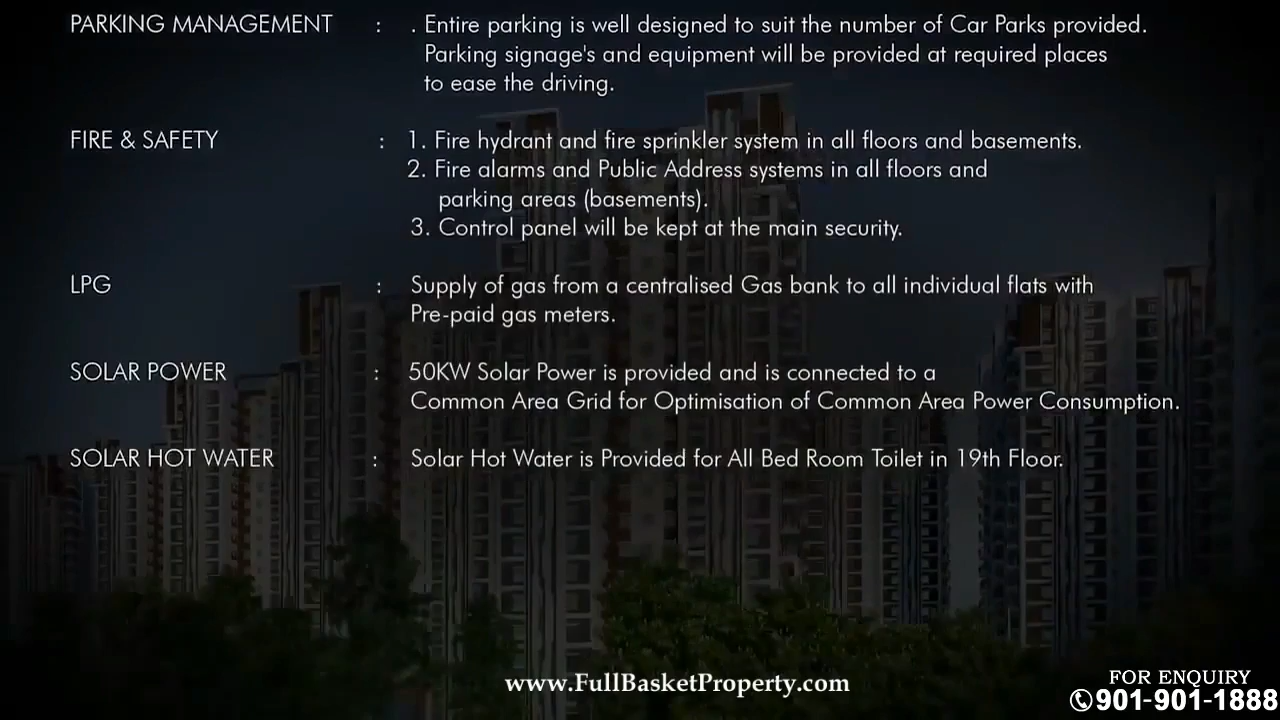 PARKING MANAGEMENT : . Entire parking is well designed to suit the number of Car Parks provided.
Parking signage's and equipment will be provided at required places
to ease the driving.
FIRE & SAFETY : 1. Fire hydrant and fire sprinkler system in all floors and basements.
2. Fire alarms and Public Address systems in all floors and
parking areas (basements).
3. Control panel will be kept at the main security.
LPG : Supply of gas from a centralised Gas bank to all individual flats with
Pre-paid gas meters.
SOLAR POWER : 50KW Solar Power is provided and is connected to a
Common Area Grid for Optimisation of Common Area Power Consumption.
SOLAR HOT WATER : Solar Hot Water is Provided for All Bed Room Toilet in 19th Floor.
www.FullBasketProperty.com
FOR ENQUIRY
901-901-1888